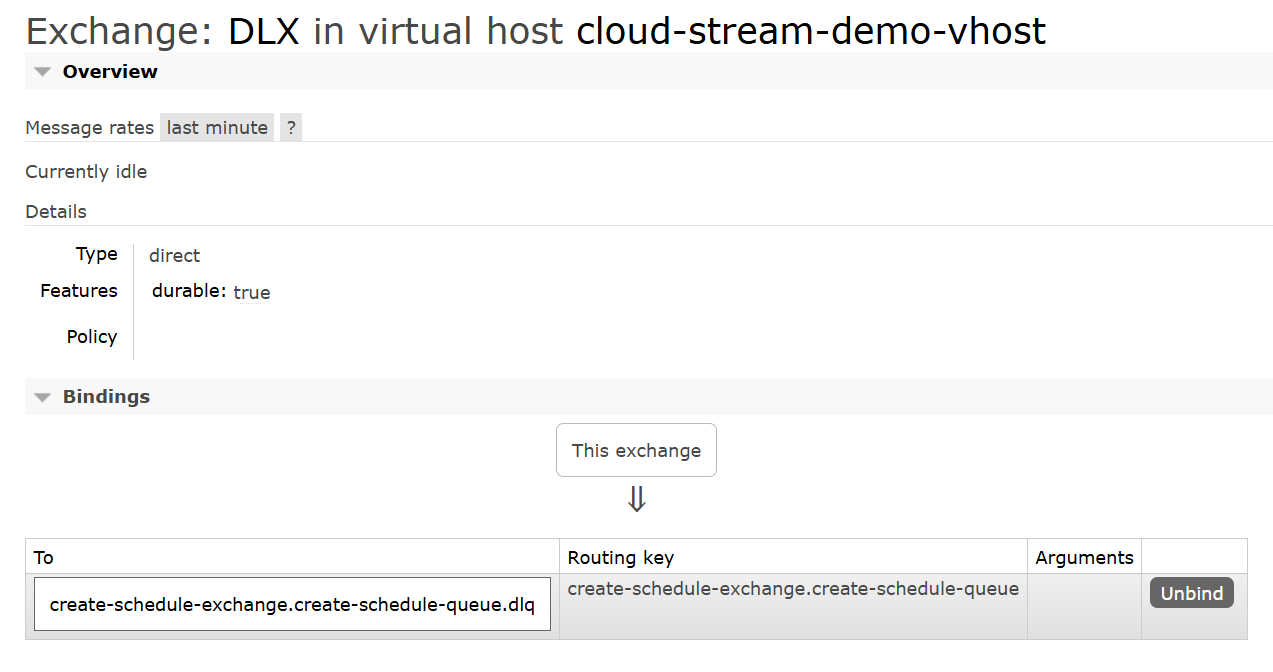 Exchange: DLX in virtual host cloud-stream-demo-vhost
Overview
Message rates last minute ?
Currently idle
Details
Type direct
Features durable: true
Policy
Bindings
This exchange
⇓
To Routing key Arguments
create-schedule-exchange.create-schedule-queue.dlq create-schedule-exchange.create-schedule-queue Unbind